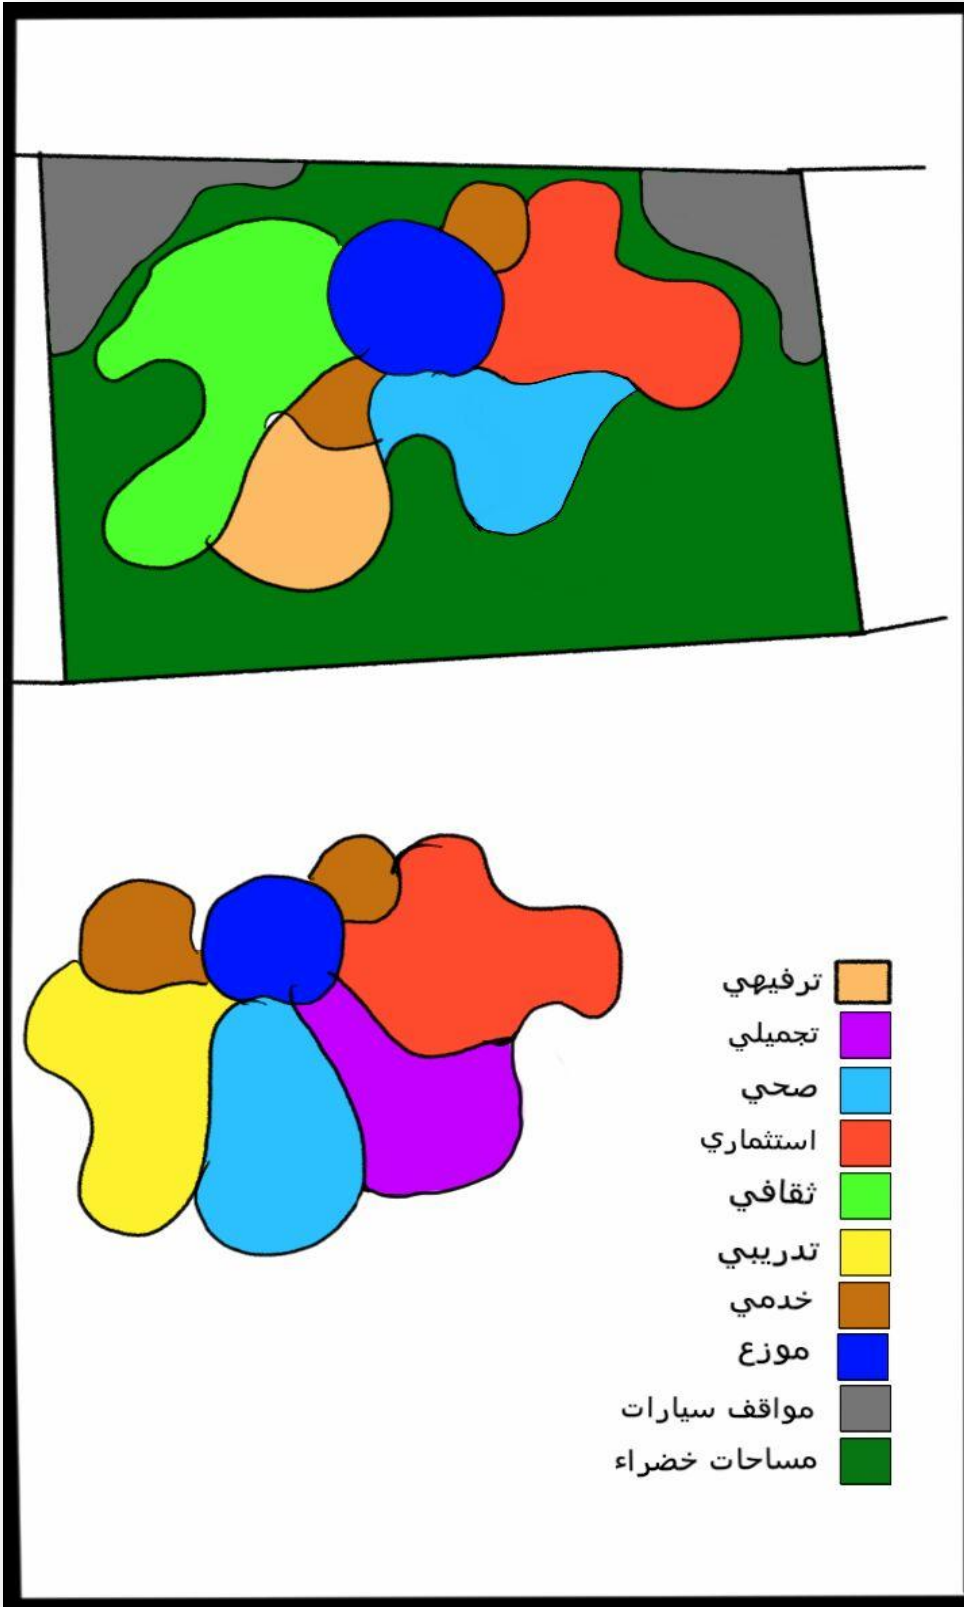 ترفيهي
تجميلي
صحي
استثماري
ثقافي
تدريبي
خدمي
موزع
مواقف سيارات
مساحات خضراء